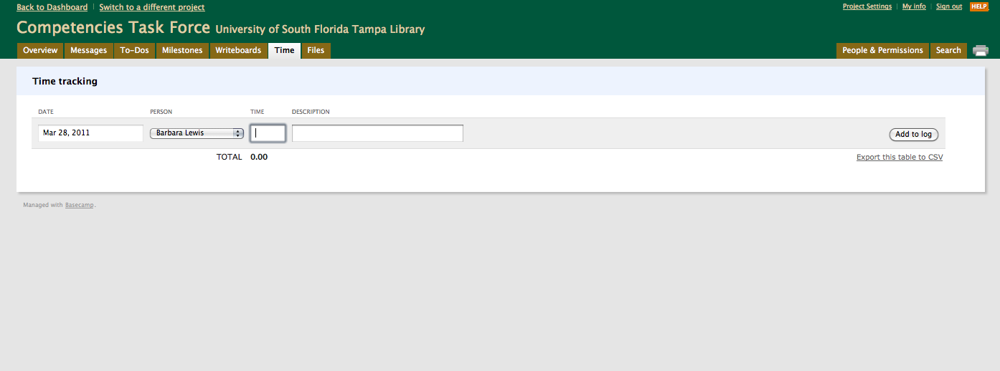 Back to Dashboard | Switch to a different project
Project Settings | My info | Sign out HELP
Competencies Task Force University of South Florida Tampa Library
Overview Messages To-Dos Milestones Writeboards Time Files People & Permissions Search
Time tracking
DATE PERSON TIME DESCRIPTION
Mar 28, 2011 Barbara Lewis Add to log
TOTAL 0.00 Export this table to CSV
Managed with Basecamp.